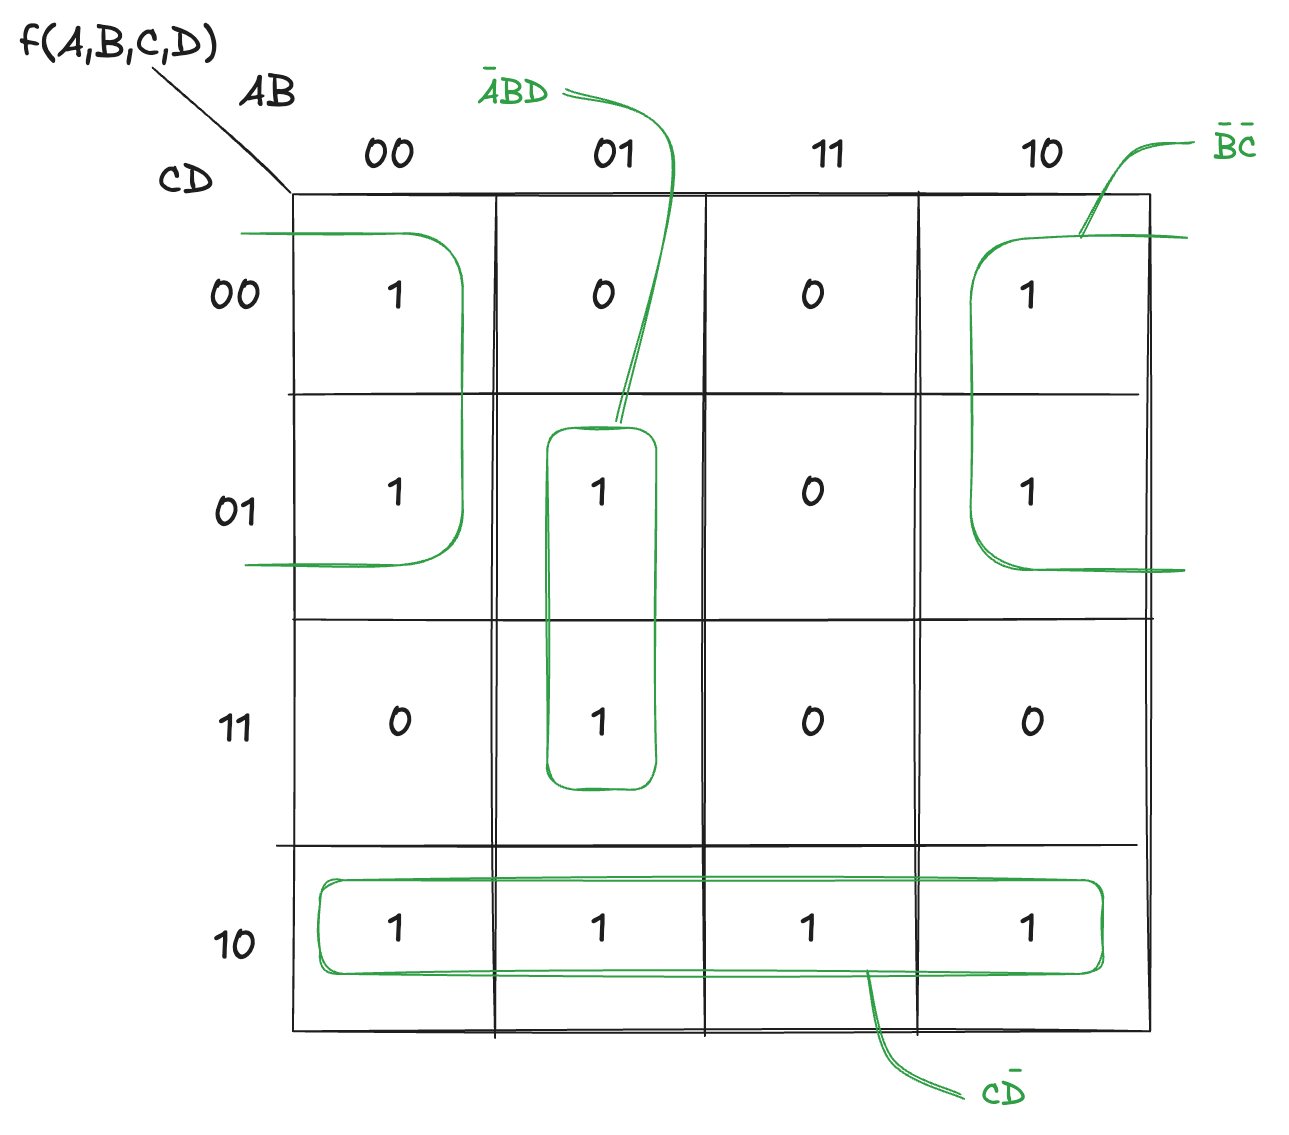 f(A,B,C,D)
AB
A̅BD
B̅C̅
CD
00 01 11 10
00 1 0 0 1
01 1 1 0 1
11 0 1 0 0
10 1 1 1 1
CD̅